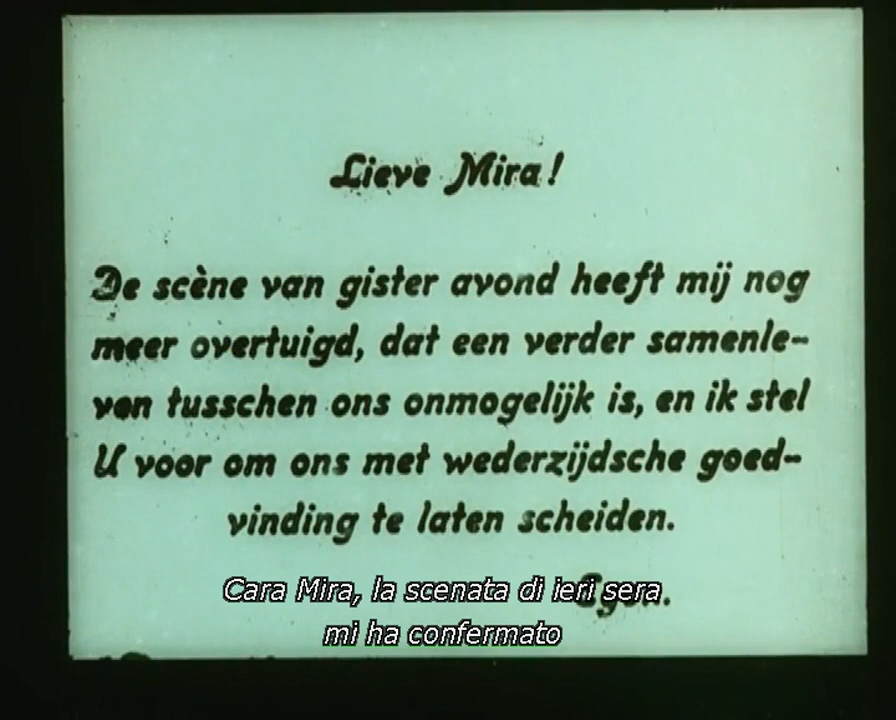 Lieve Mira!
De scène van gister avond heeft mij nog
meer overtuigd, dat een verder samenle-
ven tusschen ons onmogelijk is, en ik stel
U voor om ons met wederzijdsche goed-
vinding te laten scheiden.
Cara Mira, la scenata di ieri sera
mi ha confermato